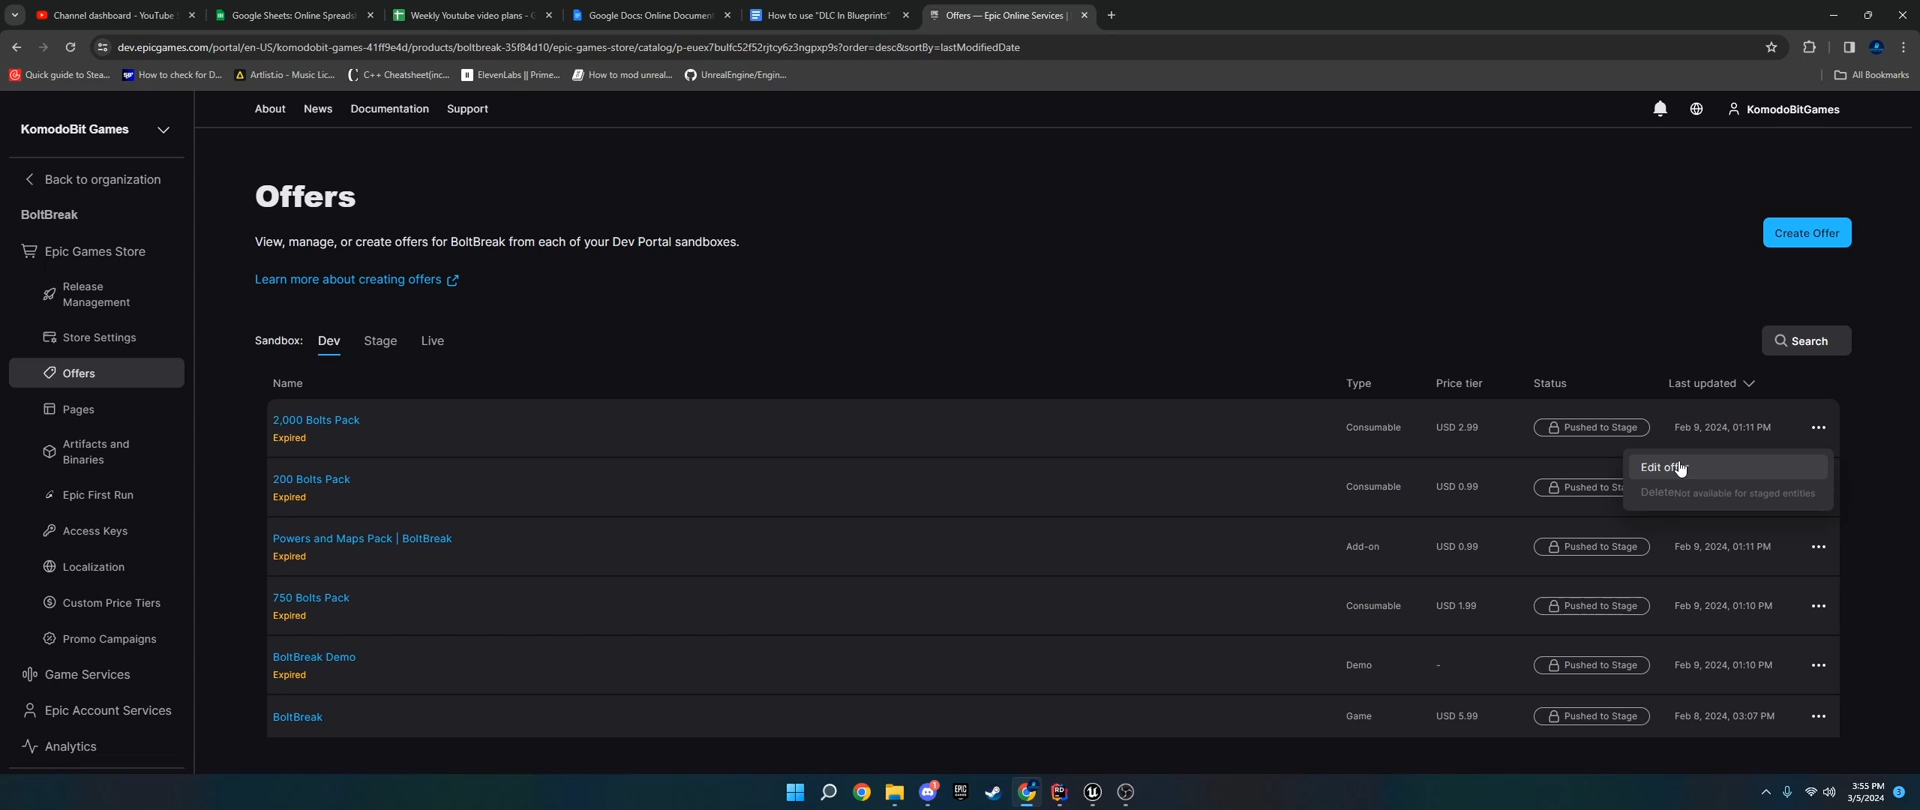 Channel dashboard - YouTube
Google Sheets: Online Spreads
Weekly Youtube video plans - G
Google Docs: Online Document
How to use "DLC In Blueprints"
Offers — Epic Online Services |
dev.epicgames.com/portal/en-US/komodobit-games-41ff9e4d/products/boltbreak-35f84d10/epic-games-store/catalog/p-euex7bulfc52f52rjtcy6z3ngpxp9s?order=desc&sortBy=lastModifiedDate
Quick guide to Stea...
How to check for D...
Artlist.io - Music Lic...
C++ Cheatsheet(inc...
ElevenLabs || Prime...
How to mod unreal...
UnrealEngine/Engin...
All Bookmarks
KomodoBit Games
About News Documentation Support
KomodoBitGames
Back to organization
BoltBreak
Epic Games Store
Release
Management
Store Settings
Offers
Pages
Artifacts and
Binaries
Epic First Run
Access Keys
Localization
Custom Price Tiers
Promo Campaigns
Game Services
Epic Account Services
Analytics
Offers
View, manage, or create offers for BoltBreak from each of your Dev Portal sandboxes.
Create Offer
Learn more about creating offers
Sandbox: Dev Stage Live
Search
Name Type Price tier Status Last updated
2,000 Bolts Pack Consumable USD 2.99 Pushed to Stage Feb 9, 2024, 01:11 PM
Expired
Edit off
Delete Not available for staged entities
200 Bolts Pack Consumable USD 0.99 Pushed to Sta
Expired
Powers and Maps Pack | BoltBreak Add-on USD 0.99 Pushed to Stage Feb 9, 2024, 01:11 PM
Expired
750 Bolts Pack Consumable USD 1.99 Pushed to Stage Feb 9, 2024, 01:10 PM
Expired
BoltBreak Demo Demo - Pushed to Stage Feb 9, 2024, 01:10 PM
Expired
BoltBreak Game USD 5.99 Pushed to Stage Feb 8, 2024, 03:07 PM
EPIC
1
RD
3:55 PM
3/5/2024
3